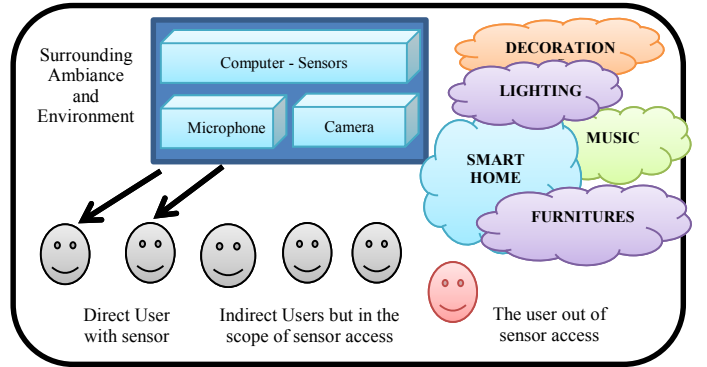 Surrounding
Ambiance
and
Environment
Computer - Sensors
Microphone
Camera
DECORATION
LIGHTING
MUSIC
SMART
HOME
FURNITURES
Direct User
with sensor
Indirect Users but in the
scope of sensor access
The user out of
sensor access